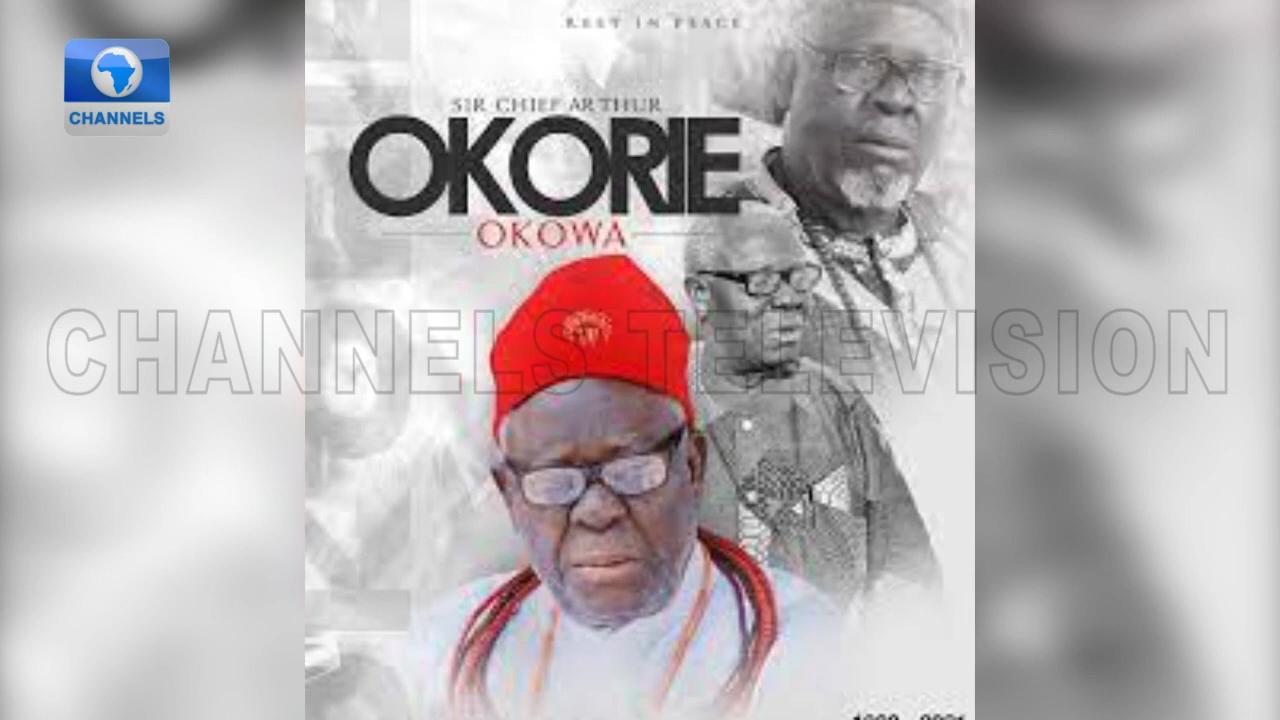 REST IN PEACE
CHANNELS
SIR CHIEF ARTHUR
OKORIE
OKOWA
CHANNELS TELEVISION